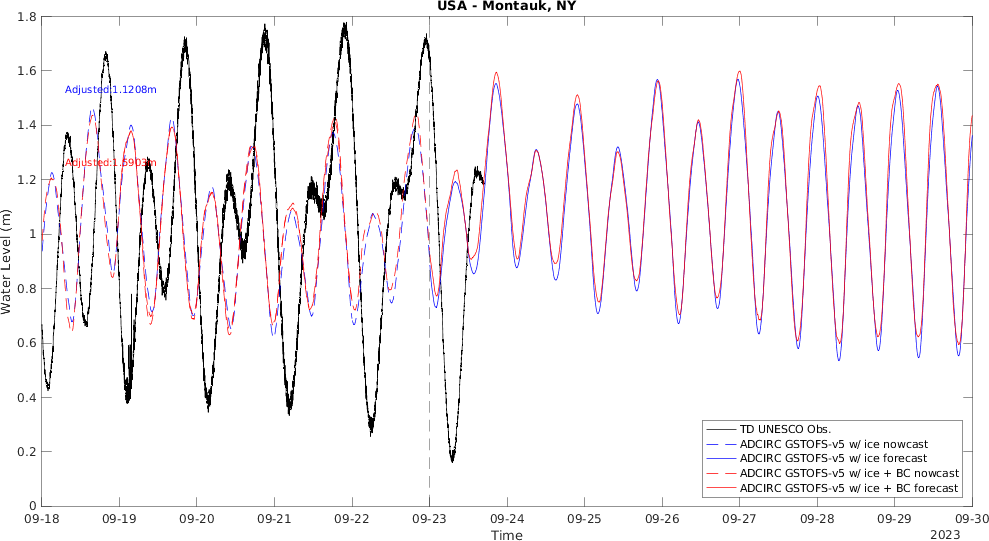 USA - Montauk, NY
1.8
1.6
1.4
1.2
1
0.8
0.6
0.4
0.2
0
Water Level (m)
Adjusted:1.1208m
Adjusted:1.5903m
TD UNESCO Obs.
ADCIRC GSTOFS-v5 w/ ice nowcast
ADCIRC GSTOFS-v5 w/ ice forecast
ADCIRC GSTOFS-v5 w/ ice + BC nowcast
ADCIRC GSTOFS-v5 w/ ice + BC forecast
09-18 09-19 09-20 09-21 09-22 09-23 09-24 09-25 09-26 09-27 09-28 09-29 09-30
Time
2023